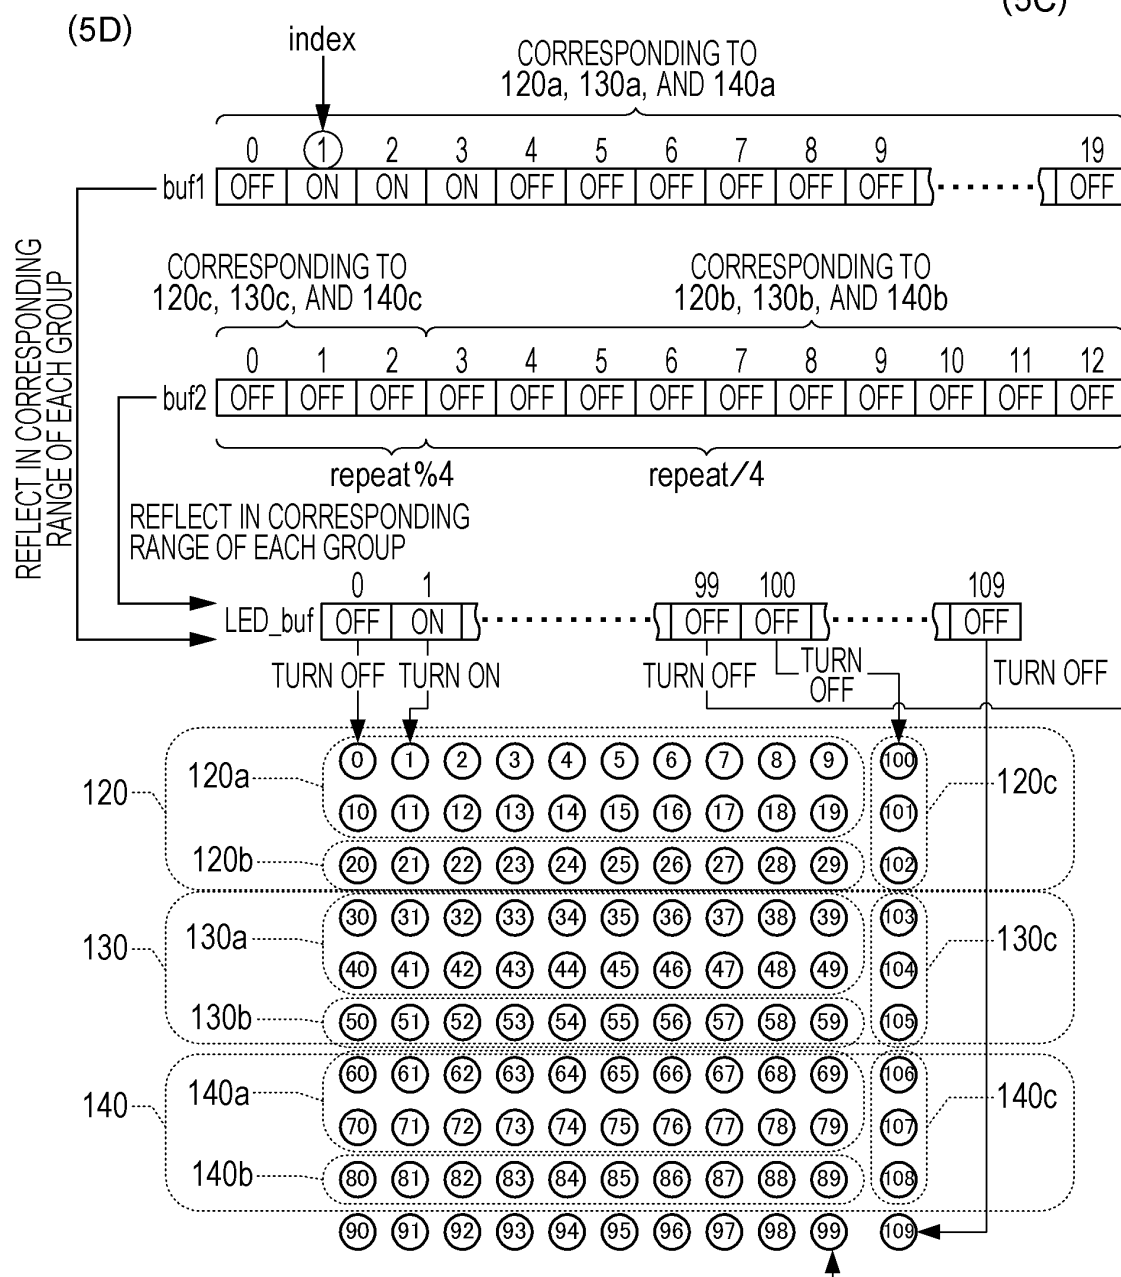 (5D)
(5C)
index
CORRESPONDING TO
120a, 130a, AND 140a
0 1 2 3 4 5 6 7 8 9 19
buf1 OFF ON ON ON OFF OFF OFF OFF OFF OFF OFF
REFLECT IN CORRESPONDING
RANGE OF EACH GROUP
CORRESPONDING TO
120c, 130c, AND 140c
CORRESPONDING TO
120b, 130b, AND 140b
0 1 2 3 4 5 6 7 8 9 10 11 12
buf2 OFF OFF OFF OFF OFF OFF OFF OFF OFF OFF OFF OFF OFF
repeat%4 repeat/4
REFLECT IN CORRESPONDING
RANGE OF EACH GROUP
0 1 99 100 109
LED_buf OFF ON OFF OFF OFF
TURN OFF TURN ON TURN OFF
TURN
OFF
TURN OFF
120
120a
0 1 2 3 4 5 6 7 8 9 100
120c
10 11 12 13 14 15 16 17 18 19 101
120b
20 21 22 23 24 25 26 27 28 29 102
130
130a
30 31 32 33 34 35 36 37 38 39 103
130c
40 41 42 43 44 45 46 47 48 49 104
130b
50 51 52 53 54 55 56 57 58 59 105
140
140a
60 61 62 63 64 65 66 67 68 69 106
140c
70 71 72 73 74 75 76 77 78 79 107
140b
80 81 82 83 84 85 86 87 88 89 108
90 91 92 93 94 95 96 97 98 99 109